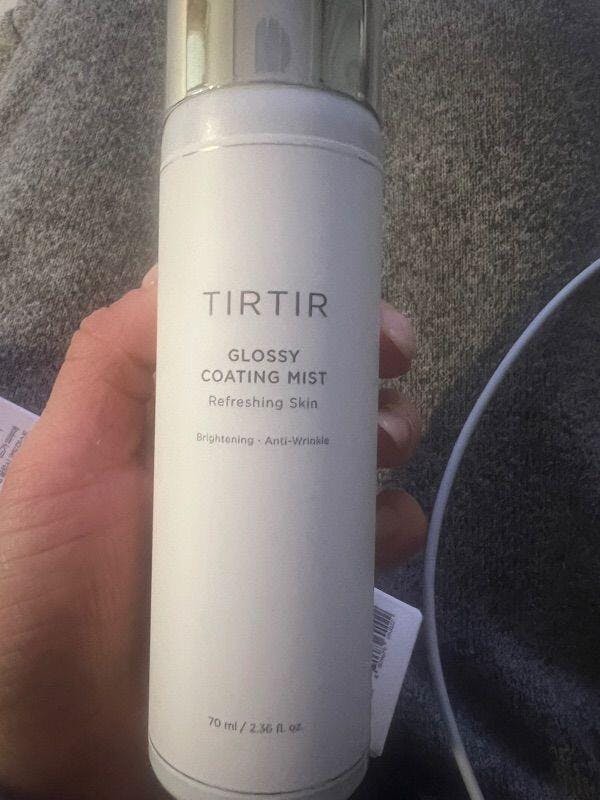 TIRTIR
GLOSSY
COATING MIST
Refreshing Skin
Brightening · Anti-Wrinkle
70 ml / 2.36 fl. oz.